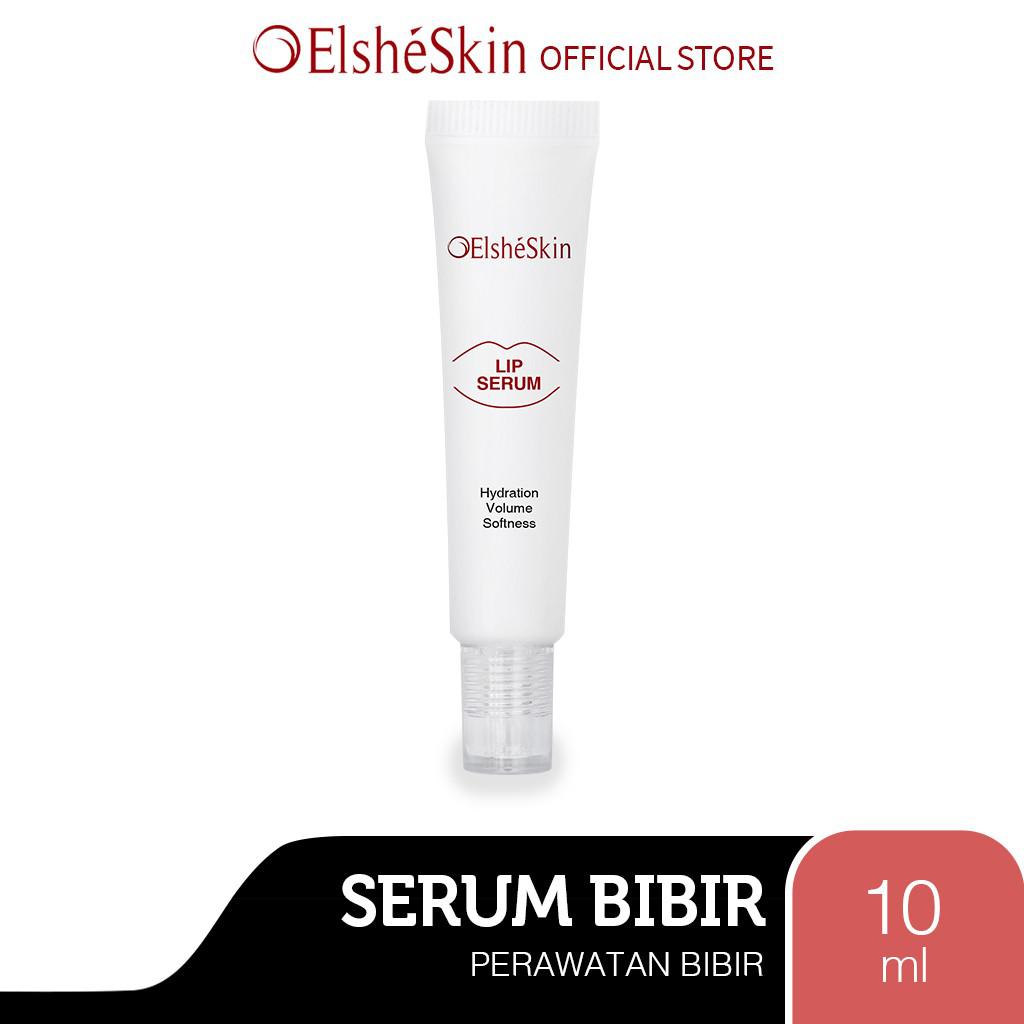 ElshéSkin OFFICIAL STORE
ElshéSkin
LIP
SERUM
Hydration
Volume
Softness
SERUM BIBIR
PERAWATAN BIBIR
10
ml